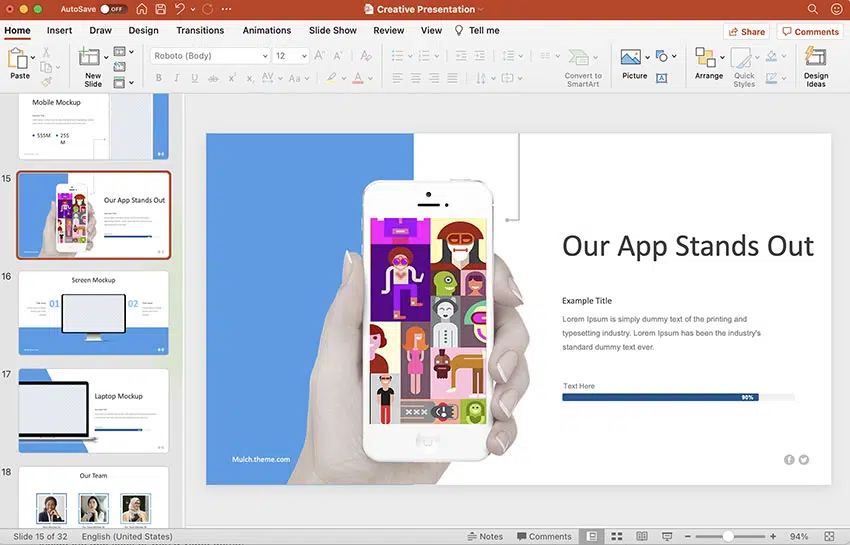 AutoSave OFF
Creative Presentation
Home Insert Draw Design Transitions Animations Slide Show Review View Tell me
Share Comments
Paste
New
Slide
Roboto (Body) 12
B I U ab x² x₂ AV Aa
Convert to
SmartArt
Picture
Arrange
Quick
Styles
Design
Ideas
Mobile Mockup
555M 255
M
15
Our App Stands Out
16
Screen Mockup
01 02
17
Laptop Mockup
18
Our Team
Our App Stands Out
Example Title
Lorem Ipsum is simply dummy text of the printing and
typesetting industry. Lorem Ipsum has been the industry's
standard dummy text ever.
Text Here
90%
Mulch.theme.com
Slide 15 of 32 English (United States) Notes Comments 94%